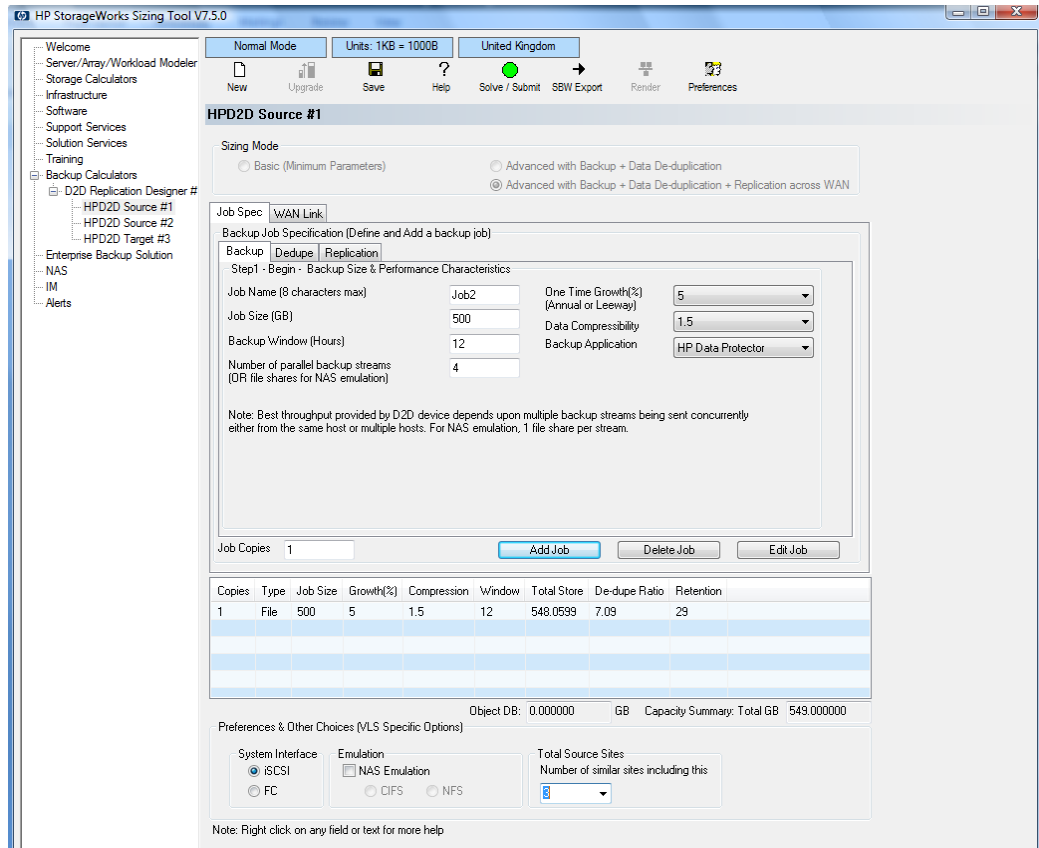 HP StorageWorks Sizing Tool V7.5.0
Welcome
Server/Array/Workload Modeler
Storage Calculators
Infrastructure
Software
Support Services
Solution Services
Training
Backup Calculators
D2D Replication Designer #
HPD2D Source #1
HPD2D Source #2
HPD2D Target #3
Enterprise Backup Solution
NAS
IM
Alerts
Normal Mode Units: 1KB = 1000B United Kingdom
New Upgrade Save Help Solve / Submit SBW Export Render Preferences
HPD2D Source #1
Sizing Mode
Basic (Minimum Parameters) Advanced with Backup + Data De-duplication
Advanced with Backup + Data De-duplication + Replication across WAN
Job Spec WAN Link
Backup Job Specification (Define and Add a backup job)
Backup Dedupe Replication
Step1 - Begin - Backup Size & Performance Characteristics
Job Name (8 characters max) Job2 One Time Growth(%) 5
(Annual or Leeway)
Job Size (GB) 500 Data Compressibility 1.5
Backup Window (Hours) 12 Backup Application HP Data Protector
Number of parallel backup streams 4
(OR file shares for NAS emulation)
Note: Best throughput provided by D2D device depends upon multiple backup streams being sent concurrently
either from the same host or multiple hosts. For NAS emulation, 1 file share per stream.
Job Copies 1 Add Job Delete Job Edit Job
Copies Type Job Size Growth(%) Compression Window Total Store De-dupe Ratio Retention
1 File 500 5 1.5 12 548.0599 7.09 29
Object DB: 0.000000 GB Capacity Summary: Total GB 549.000000
Preferences & Other Choices (VLS Specific Options)
System Interface Emulation Total Source Sites
iSCSI NAS Emulation Number of similar sites including this
FC CIFS NFS 3
Note: Right click on any field or text for more help